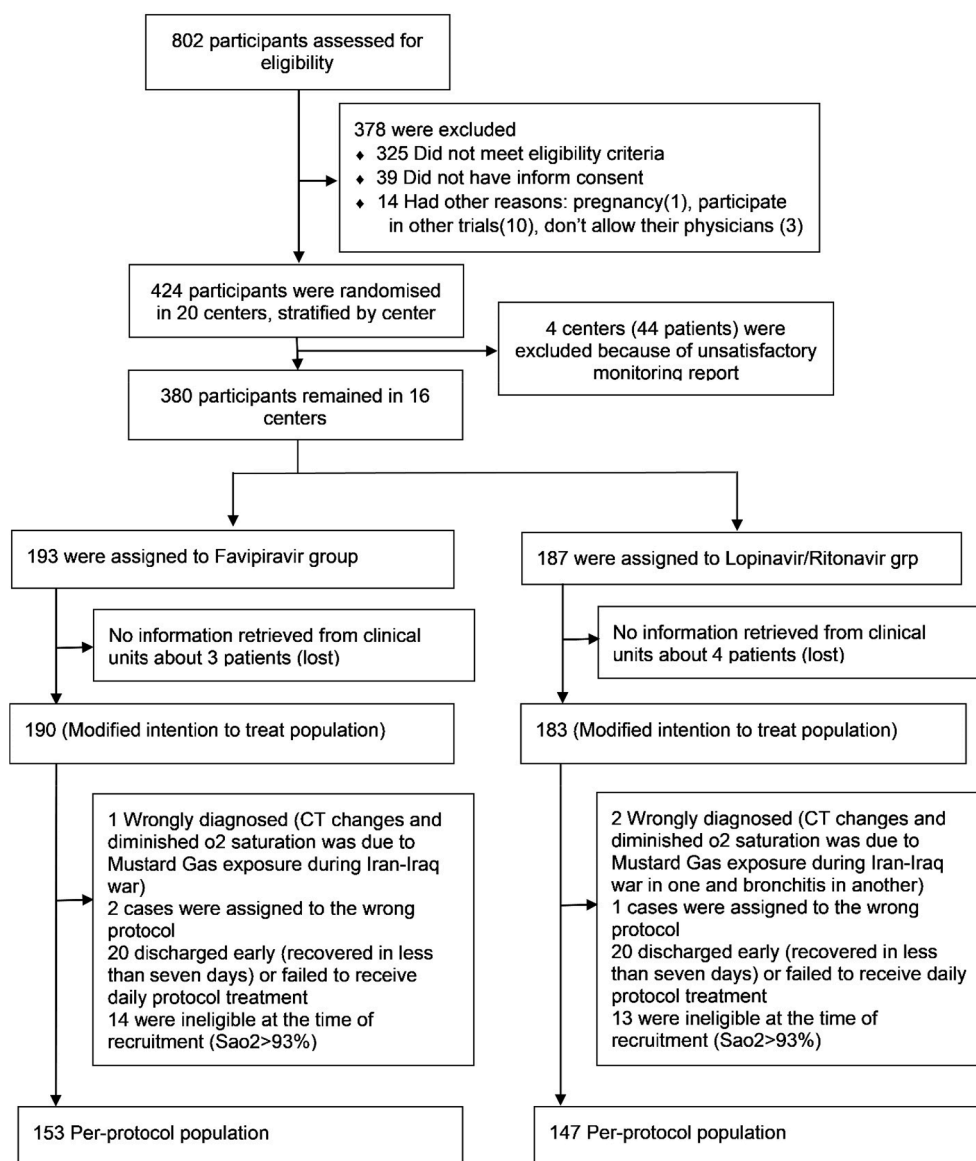 802 participants assessed for
eligibility
378 were excluded
♦ 325 Did not meet eligibility criteria
♦ 39 Did not have inform consent
♦ 14 Had other reasons: pregnancy(1), participate
in other trials(10), don't allow their physicians (3)
424 participants were randomised
in 20 centers, stratified by center
4 centers (44 patients) were
excluded because of unsatisfactory
monitoring report
380 participants remained in 16
centers
193 were assigned to Favipiravir group
187 were assigned to Lopinavir/Ritonavir grp
No information retrieved from clinical
units about 3 patients (lost)
No information retrieved from clinical
units about 4 patients (lost)
190 (Modified intention to treat population)
183 (Modified intention to treat population)
1 Wrongly diagnosed (CT changes and
diminished o2 saturation was due to
Mustard Gas exposure during Iran-Iraq
war)
2 cases were assigned to the wrong
protocol
20 discharged early (recovered in less
than seven days) or failed to receive
daily protocol treatment
14 were ineligible at the time of
recruitment (Sao2>93%)
2 Wrongly diagnosed (CT changes and
diminished o2 saturation was due to
Mustard Gas exposure during Iran-Iraq
war in one and bronchitis in another)
1 cases were assigned to the wrong
protocol
20 discharged early (recovered in less
than seven days) or failed to receive daily
protocol treatment
13 were ineligible at the time of
recruitment (Sao2>93%)
153 Per-protocol population
147 Per-protocol population